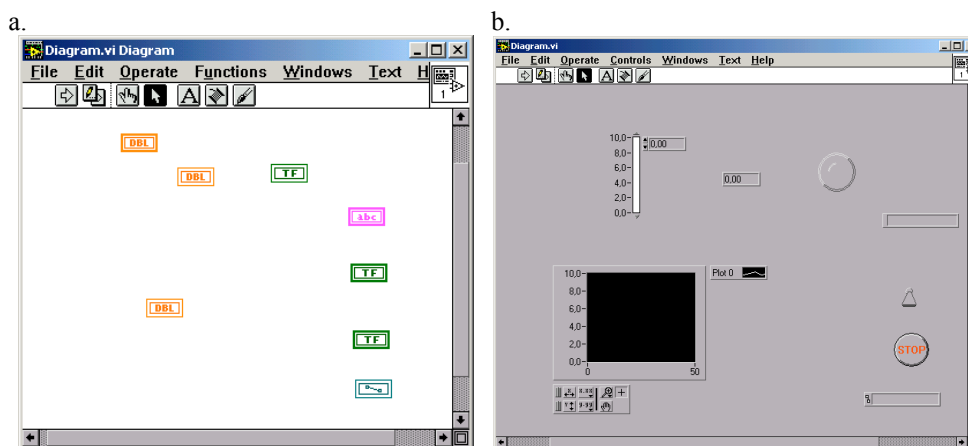 a.
Diagram.vi Diagram
File Edit Operate Functions Windows Text H
1
DBL
DBL TF
abc
TF
DBL
TF
b.
Diagram.vi
File Edit Operate Controls Windows Text Help
1
10,0
8,0
6,0
4,0
2,0
0,0
0,00
0,00
10,0
8,0
6,0
4,0
2,0
0,0
0 50
Plot 0
STOP
%